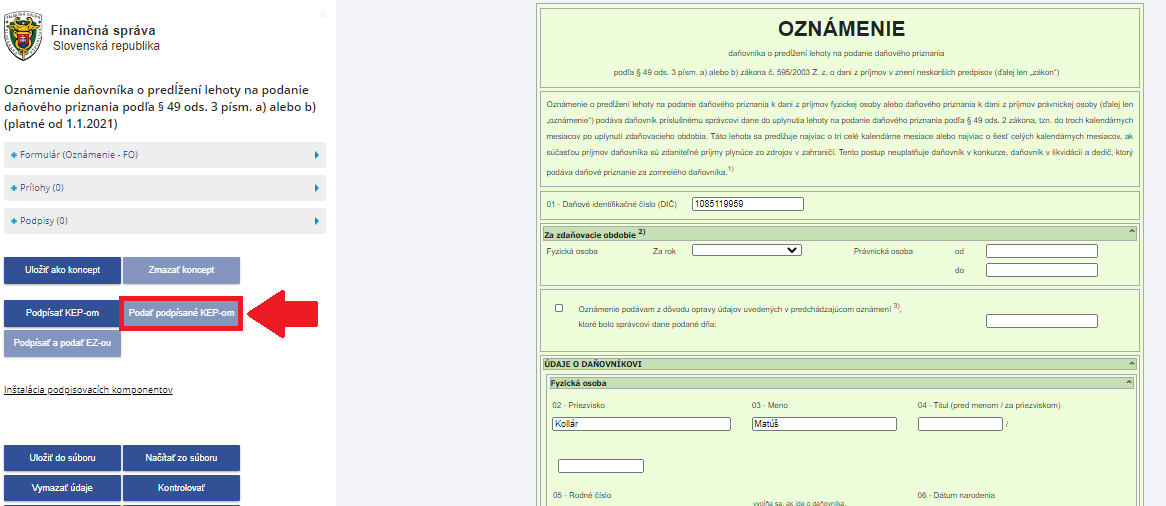 Finančná správa
Slovenská republika
Oznámenie daňovníka o predĺžení lehoty na podanie
daňového priznania podľa § 49 ods. 3 písm. a) alebo b)
(platné od 1.1.2021)
Formulár (Oznámenie - FO)
Prílohy (0)
Podpisy (0)
Uložiť ako koncept
Zmazať koncept
Podpísať KEP-om
Podať podpísané KEP-om
Podpísať a podať EZ-ou
Inštalácia podpisovacích komponentov
Uložiť do súboru
Načítať zo súboru
Vymazať údaje
Kontrolovať
OZNÁMENIE
daňovníka o predĺžení lehoty na podanie daňového priznania
podľa § 49 ods. 3 písm. a) alebo b) zákona č. 595/2003 Z. z. o dani z príjmov v znení neskorších predpisov (ďalej len „zákon")
Oznámenie o predĺžení lehoty na podanie daňového priznania k dani z príjmov fyzickej osoby alebo daňového priznania k dani z príjmov právnickej osoby (ďalej len
„oznámenie") podáva daňovník príslušnému správcovi dane do uplynutia lehoty na podanie daňového priznania podľa § 49 ods. 2 zákona, tzn. do troch kalendárnych
mesiacov po uplynutí zdaňovacieho obdobia. Táto lehota sa predlžuje najviac o tri celé kalendárne mesiace alebo najviac o šesť celých kalendárnych mesiacov, ak
súčasťou príjmov daňovníka sú zdaniteľné príjmy plynúce zo zdrojov v zahraničí. Tento postup neuplatňuje daňovník v konkurze, daňovník v likvidácii a dedič, ktorý
podáva daňové priznanie za zomrelého daňovníka.1)
01 - Daňové identifikačné číslo (DIČ) 1085119959
Za zdaňovacie obdobie 2)
Fyzická osoba Za rok Právnická osoba od
do
Oznámenie podávam z dôvodu opravy údajov uvedených v predchádzajúcom oznámení 3),
ktoré bolo správcovi dane podané dňa:
ÚDAJE O DAŇOVNÍKOVI
Fyzická osoba
02 - Priezvisko 03 - Meno 04 - Titul (pred menom / za priezviskom)
Kollár Matúš /
05 - Rodné číslo 06 - Dátum narodenia
vypĺňa sa, ak ide o daňovníka,